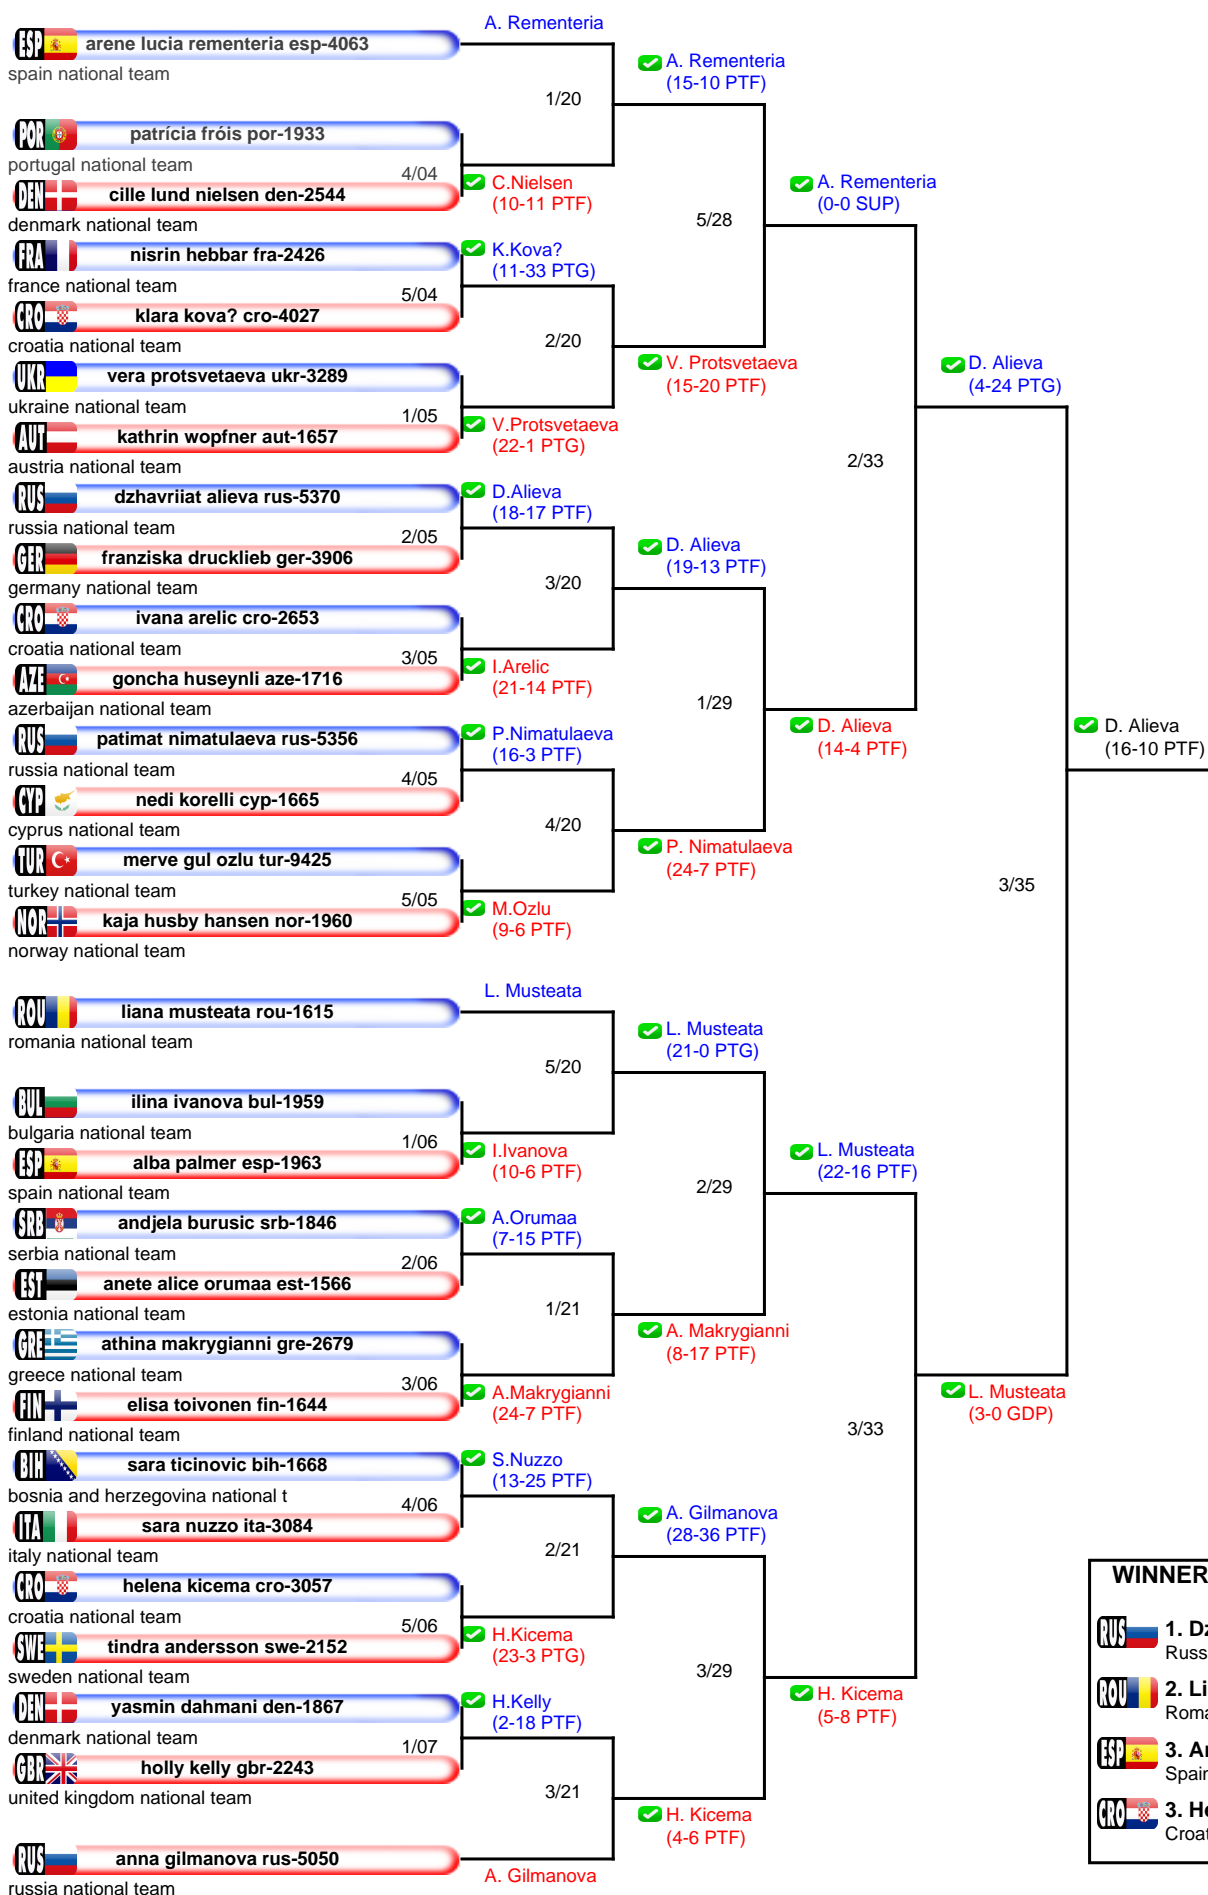 A. Rementeria
ESP arene lucia rementeria esp-4063
spain national team
A. Rementeria
(15-10 PTF)
1/20
POR patrícia fróis por-1933
portugal national team
4/04
DEN cille lund nielsen den-2544
denmark national team
C.Nielsen
(10-11 PTF)
A. Rementeria
(0-0 SUP)
5/28
FRA nisrin hebbar fra-2426
france national team
K.Kova?
(11-33 PTG)
5/04
CRO klara kova? cro-4027
croatia national team
2/20
UKR vera protsvetaeva ukr-3289
ukraine national team
V. Protsvetaeva
(15-20 PTF)
D. Alieva
(4-24 PTG)
1/05
AUT kathrin wopfner aut-1657
austria national team
V.Protsvetaeva
(22-1 PTG)
2/33
RUS dzhavriiat alieva rus-5370
russia national team
D.Alieva
(18-17 PTF)
2/05
GER franziska drucklieb ger-3906
germany national team
D. Alieva
(19-13 PTF)
3/20
CRO ivana arelic cro-2653
croatia national team
3/05
AZE goncha huseynli aze-1716
azerbaijan national team
I.Arelic
(21-14 PTF)
1/29
RUS patimat nimatulaeva rus-5356
russia national team
P.Nimatulaeva
(16-3 PTF)
D. Alieva
(14-4 PTF)
D. Alieva
(16-10 PTF)
4/05
CYP nedi korelli cyp-1665
cyprus national team
4/20
TUR merve gul ozlu tur-9425
turkey national team
P. Nimatulaeva
(24-7 PTF)
3/35
5/05
NOR kaja husby hansen nor-1960
norway national team
M.Ozlu
(9-6 PTF)
L. Musteata
ROU liana musteata rou-1615
romania national team
L. Musteata
(21-0 PTG)
5/20
BUL ilina ivanova bul-1959
bulgaria national team
1/06
ESP alba palmer esp-1963
spain national team
I.Ivanova
(10-6 PTF)
L. Musteata
(22-16 PTF)
2/29
SRB andjela burusic srb-1846
serbia national team
A.Orumaa
(7-15 PTF)
2/06
EST anete alice orumaa est-1566
estonia national team
1/21
GRE athina makrygianni gre-2679
greece national team
A. Makrygianni
(8-17 PTF)
3/06
FIN elisa toivonen fin-1644
finland national team
A.Makrygianni
(24-7 PTF)
L. Musteata
(3-0 GDP)
3/33
BIH sara ticinovic bih-1668
bosnia and herzegovina national t
S.Nuzzo
(13-25 PTF)
4/06
ITA sara nuzzo ita-3084
italy national team
A. Gilmanova
(28-36 PTF)
2/21
CRO helena kicema cro-3057
croatia national team
5/06
SWE tindra andersson swe-2152
sweden national team
H.Kicema
(23-3 PTG)
3/29
DEN yasmin dahmani den-1867
denmark national team
H.Kelly
(2-18 PTF)
H. Kicema
(5-8 PTF)
1/07
GBR holly kelly gbr-2243
united kingdom national team
3/21
H. Kicema
(4-6 PTF)
RUS anna gilmanova rus-5050
russia national team
A. Gilmanova
WINNER
RUS 1. Dz
Russ
ROU 2. Li
Roma
ESP 3. Ar
Spain
CRO 3. He
Croat